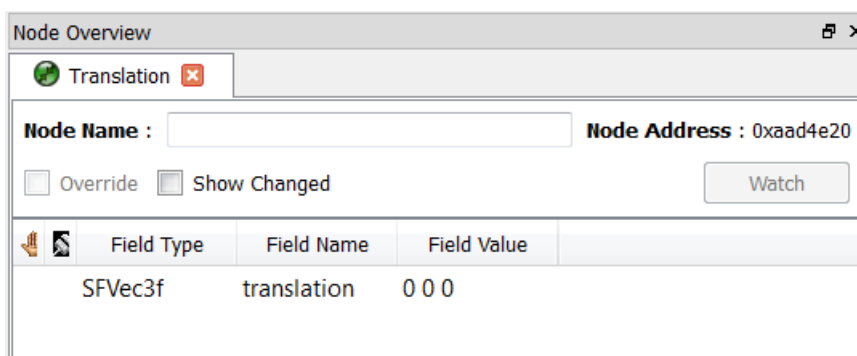 Node Overview
Translation
Node Name : Node Address : 0xaad4e20
Override Show Changed Watch
Field Type Field Name Field Value
SFVec3f translation 0 0 0